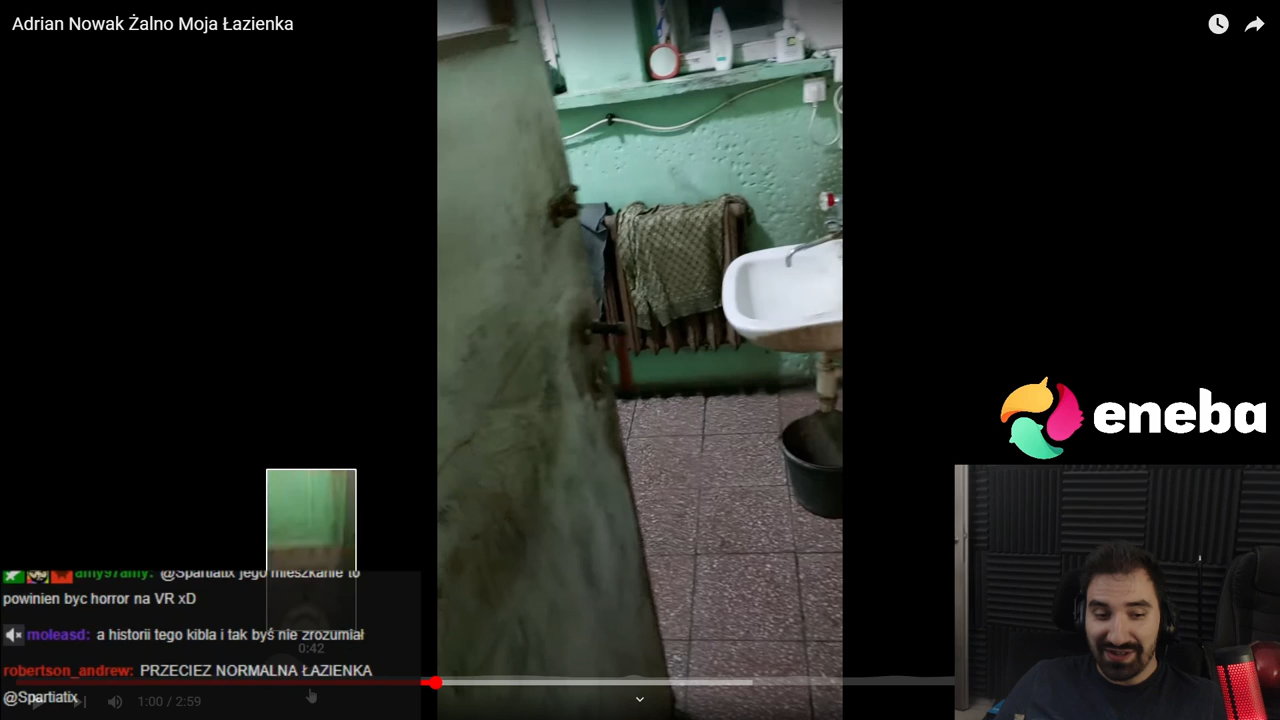 Adrian Nowak Żalno Moja Łazienka
eneba
amy97amy: @Spartiatix jego mieszkanie to
powinien byc horror na VR xD
moleasd: a historii tego kibla i tak byś nie zrozumiał
0:42
robertson_andrew: PRZECIEZ NORMALNA ŁAZIENKA
@Spartiatix
1:00 / 2:59